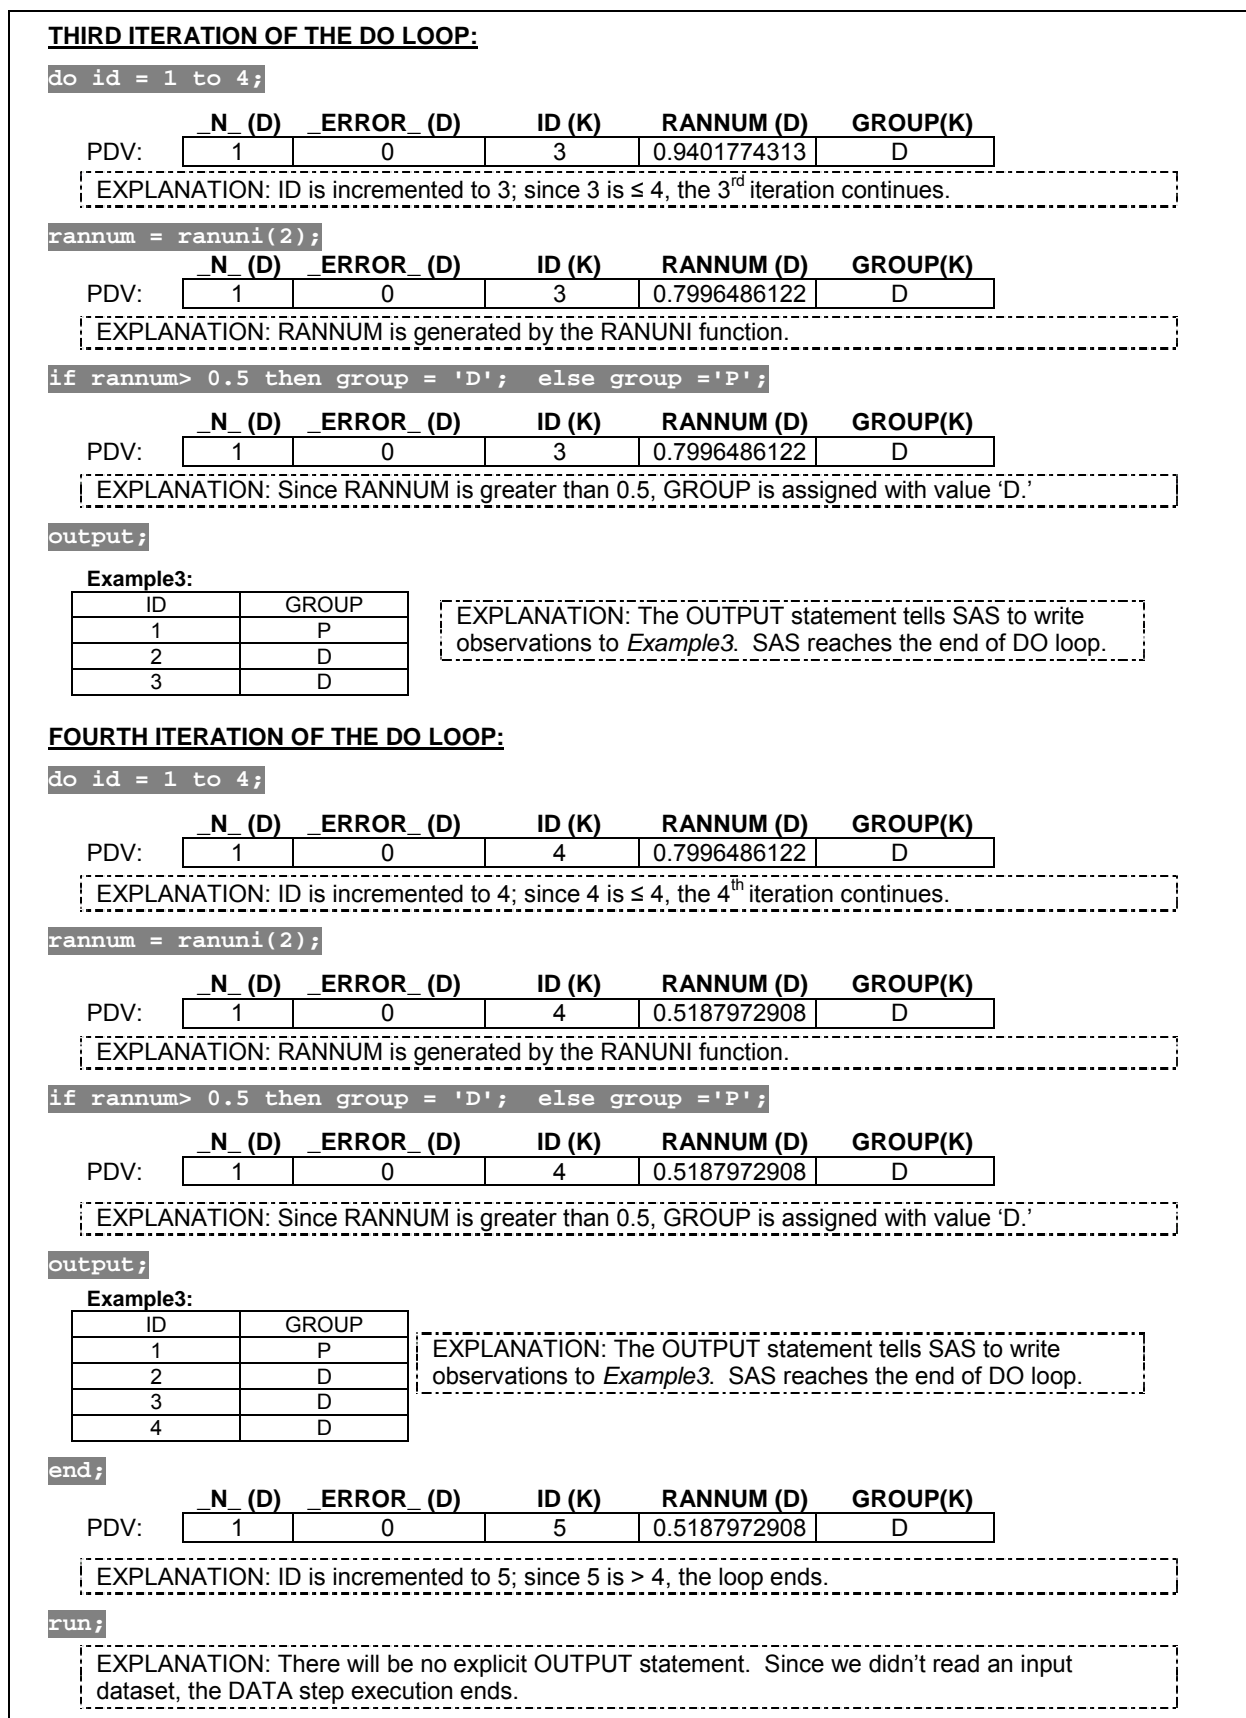 THIRD ITERATION OF THE DO LOOP:
do id = 1 to 4;
_N_ (D) _ERROR_ (D) ID (K) RANNUM (D) GROUP(K)
PDV: 1 0 3 0.9401774313 D
EXPLANATION: ID is incremented to 3; since 3 is ≤ 4, the 3rd iteration continues.
rannum = ranuni(2);
_N_ (D) _ERROR_ (D) ID (K) RANNUM (D) GROUP(K)
PDV: 1 0 3 0.7996486122 D
EXPLANATION: RANNUM is generated by the RANUNI function.
if rannum> 0.5 then group = 'D'; else group ='P';
_N_ (D) _ERROR_ (D) ID (K) RANNUM (D) GROUP(K)
PDV: 1 0 3 0.7996486122 D
EXPLANATION: Since RANNUM is greater than 0.5, GROUP is assigned with value ‘D.’
output;
Example3:
ID GROUP
1 P
2 D
3 D
EXPLANATION: The OUTPUT statement tells SAS to write
observations to Example3. SAS reaches the end of DO loop.
FOURTH ITERATION OF THE DO LOOP:
do id = 1 to 4;
_N_ (D) _ERROR_ (D) ID (K) RANNUM (D) GROUP(K)
PDV: 1 0 4 0.7996486122 D
EXPLANATION: ID is incremented to 4; since 4 is ≤ 4, the 4th iteration continues.
rannum = ranuni(2);
_N_ (D) _ERROR_ (D) ID (K) RANNUM (D) GROUP(K)
PDV: 1 0 4 0.5187972908 D
EXPLANATION: RANNUM is generated by the RANUNI function.
if rannum> 0.5 then group = 'D'; else group ='P';
_N_ (D) _ERROR_ (D) ID (K) RANNUM (D) GROUP(K)
PDV: 1 0 4 0.5187972908 D
EXPLANATION: Since RANNUM is greater than 0.5, GROUP is assigned with value ‘D.’
output;
Example3:
ID GROUP
1 P
2 D
3 D
4 D
EXPLANATION: The OUTPUT statement tells SAS to write
observations to Example3. SAS reaches the end of DO loop.
end;
_N_ (D) _ERROR_ (D) ID (K) RANNUM (D) GROUP(K)
PDV: 1 0 5 0.5187972908 D
EXPLANATION: ID is incremented to 5; since 5 is > 4, the loop ends.
run;
EXPLANATION: There will be no explicit OUTPUT statement. Since we didn’t read an input
dataset, the DATA step execution ends.